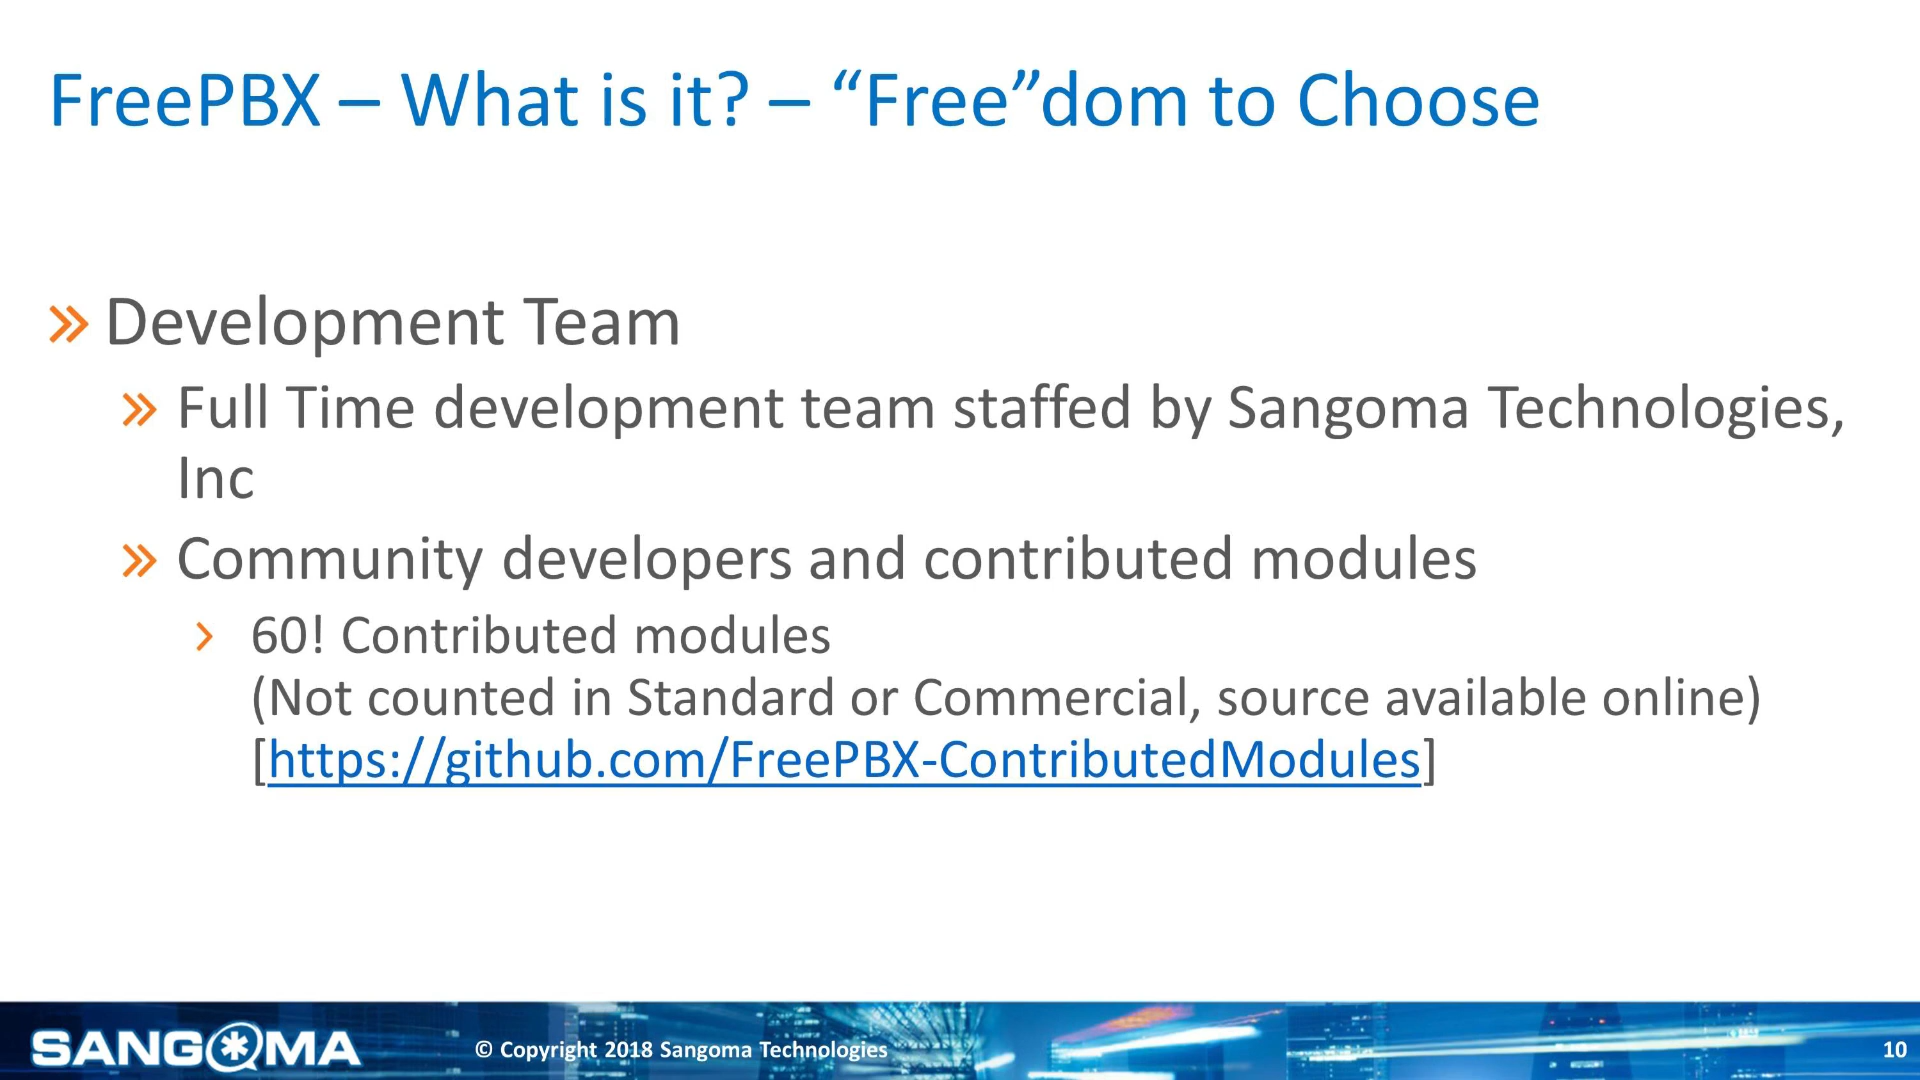 FreePBX – What is it? – “Free”dom to Choose
Development Team
Full Time development team staffed by Sangoma Technologies,
Inc
Community developers and contributed modules
60! Contributed modules
(Not counted in Standard or Commercial, source available online)
[https://github.com/FreePBX-ContributedModules]
SANGOMA
© Copyright 2018 Sangoma Technologies
10